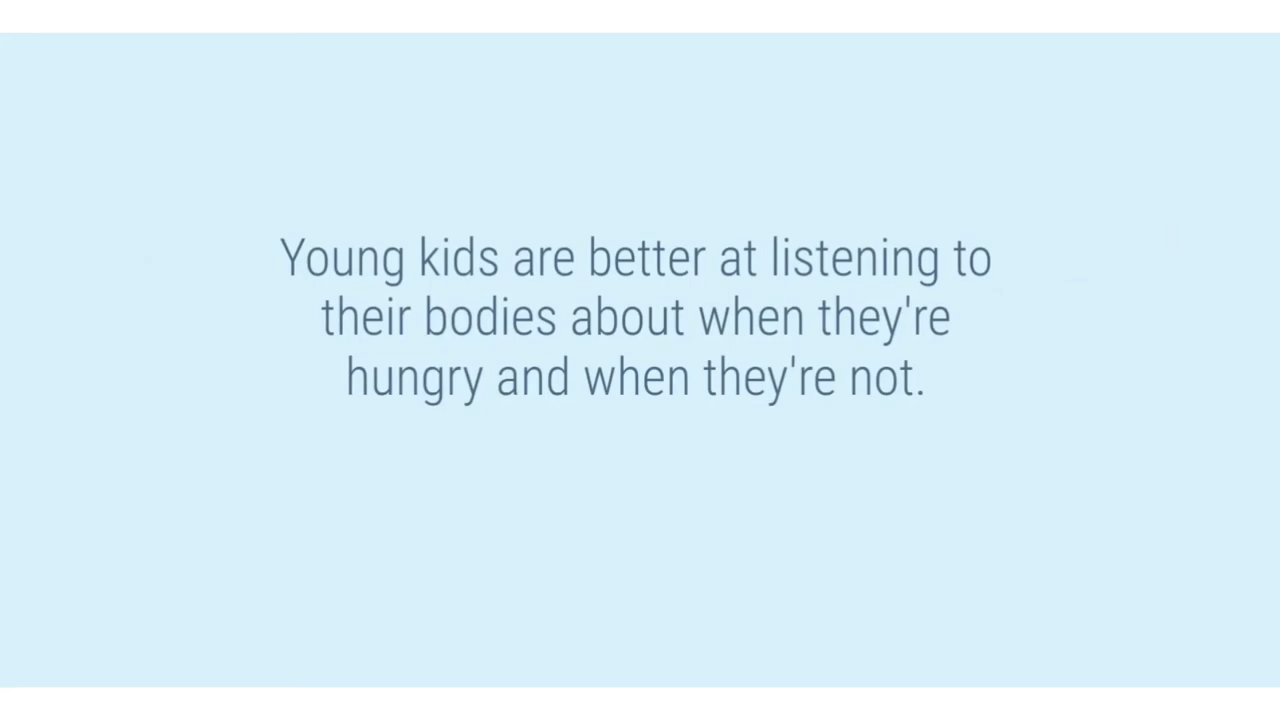 Young kids are better at listening to
their bodies about when they're
hungry and when they're not.